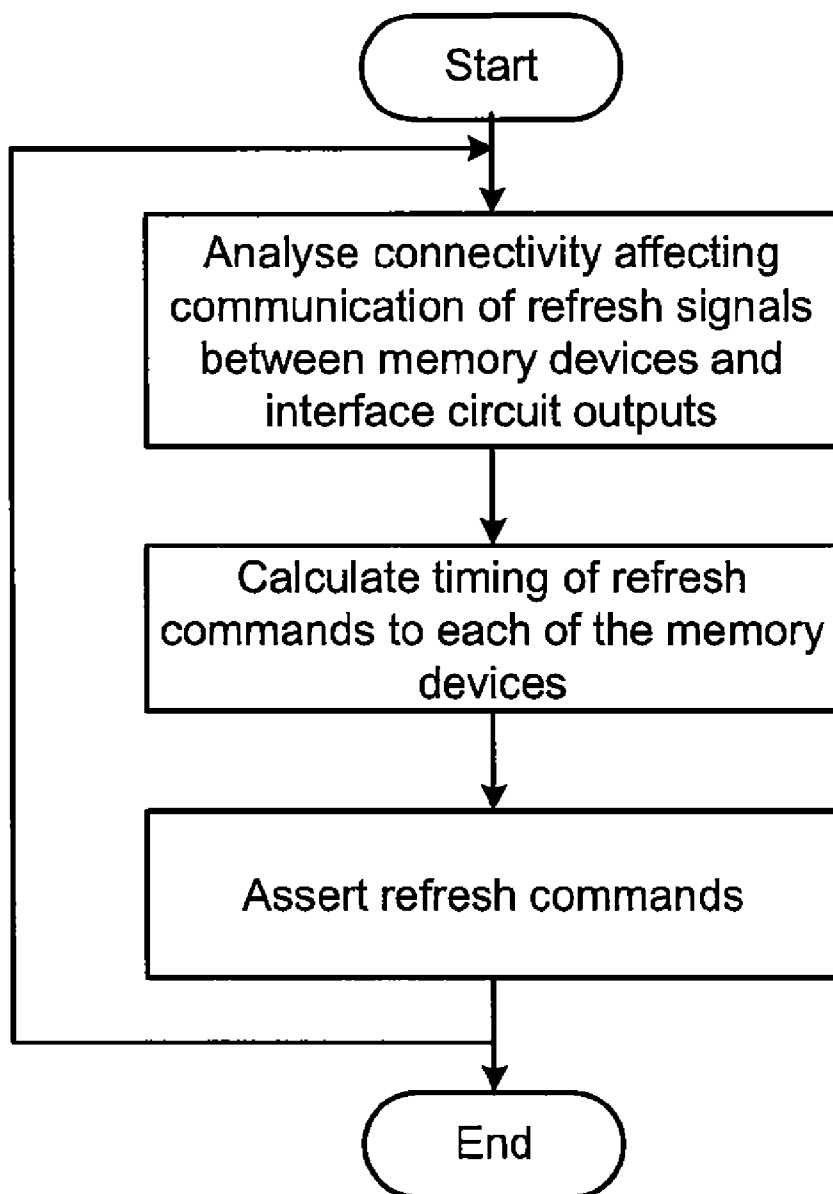 Start
Analyse connectivity affecting
communication of refresh signals
between memory devices and
interface circuit outputs
Calculate timing of refresh
commands to each of the memory
devices
Assert refresh commands
End